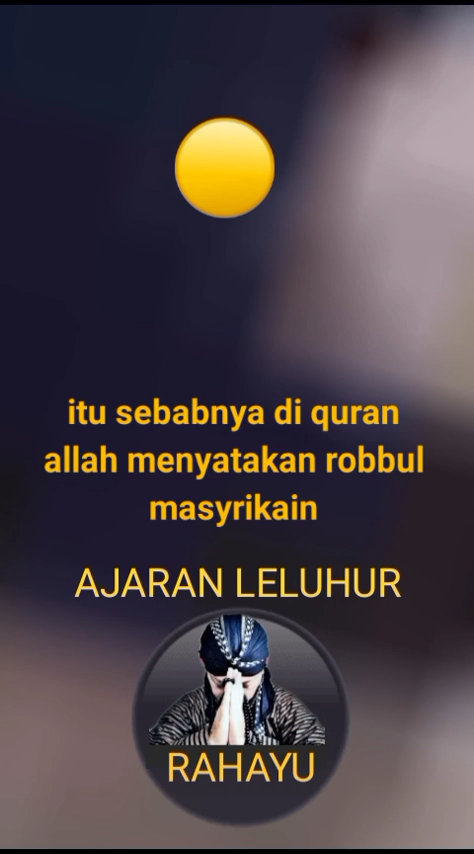 itu sebabnya di quran
allah menyatakan robbul
masyrikain
AJARAN LELUHUR
RAHAYU